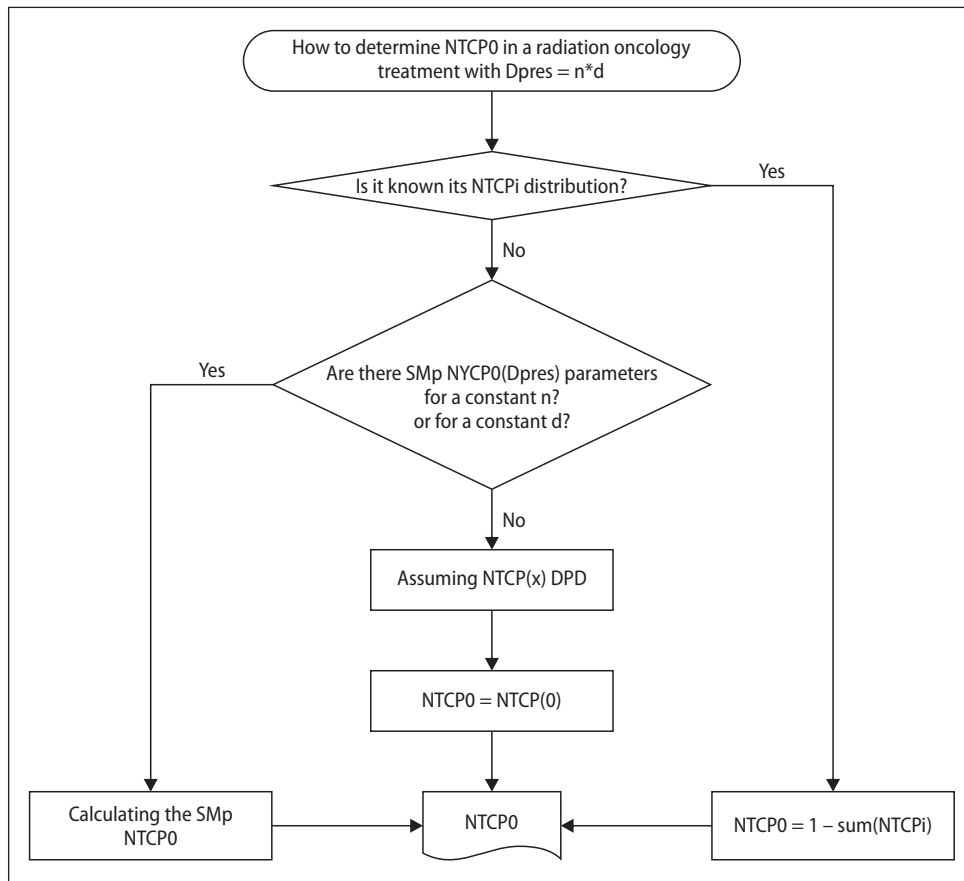 How to determine NTCP0 in a radiation oncology
treatment with Dpres = n*d
Is it known its NTCPi distribution?
Yes
No
Yes
Are there SMp NYCP0(Dpres) parameters
for a constant n?
or for a constant d?
No
Assuming NTCP(x) DPD
NTCP0 = NTCP(0)
Calculating the SMp
NTCP0
NTCP0
NTCP0 = 1 – sum(NTCPi)